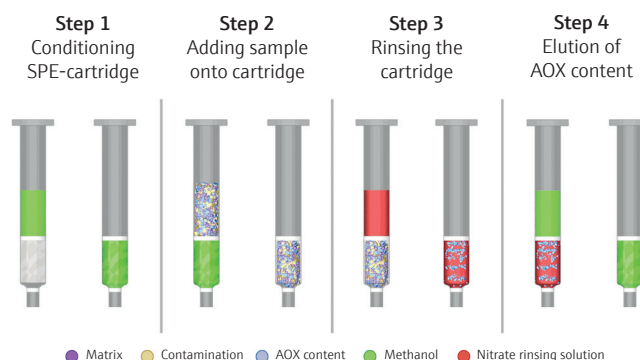 Step 1
Conditioning
SPE-cartridge
Step 2
Adding sample
onto cartridge
Step 3
Rinsing the
cartridge
Step 4
Elution of
AOX content
Matrix
Contamination
AOX content
Methanol
Nitrate rinsing solution